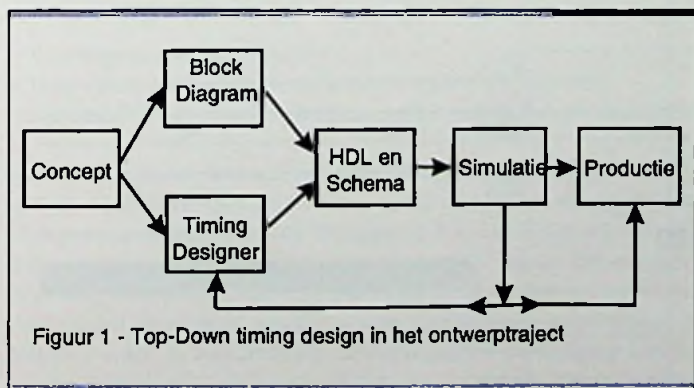 Concept
Block
Diagram
Timing
Designer
HDL en
Schema
Simulatie
Productie
Figuur 1 - Top-Down timing design in het ontwerptraject